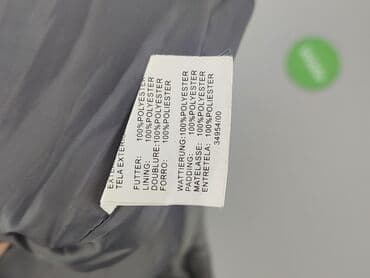 TELA EXTER
FUTTER: 100%POLYESTER
LINING: 100%POLYESTER
DOUBLURE:100%POLYESTER
FORRO: 100%POLIESTER
WATTIERUNG:100%POLYESTER
PADDING: 100%POLYESTER
MATELASSE: 100%POLYESTER
ENTRETELA: 100%POLIESTER
34954/00